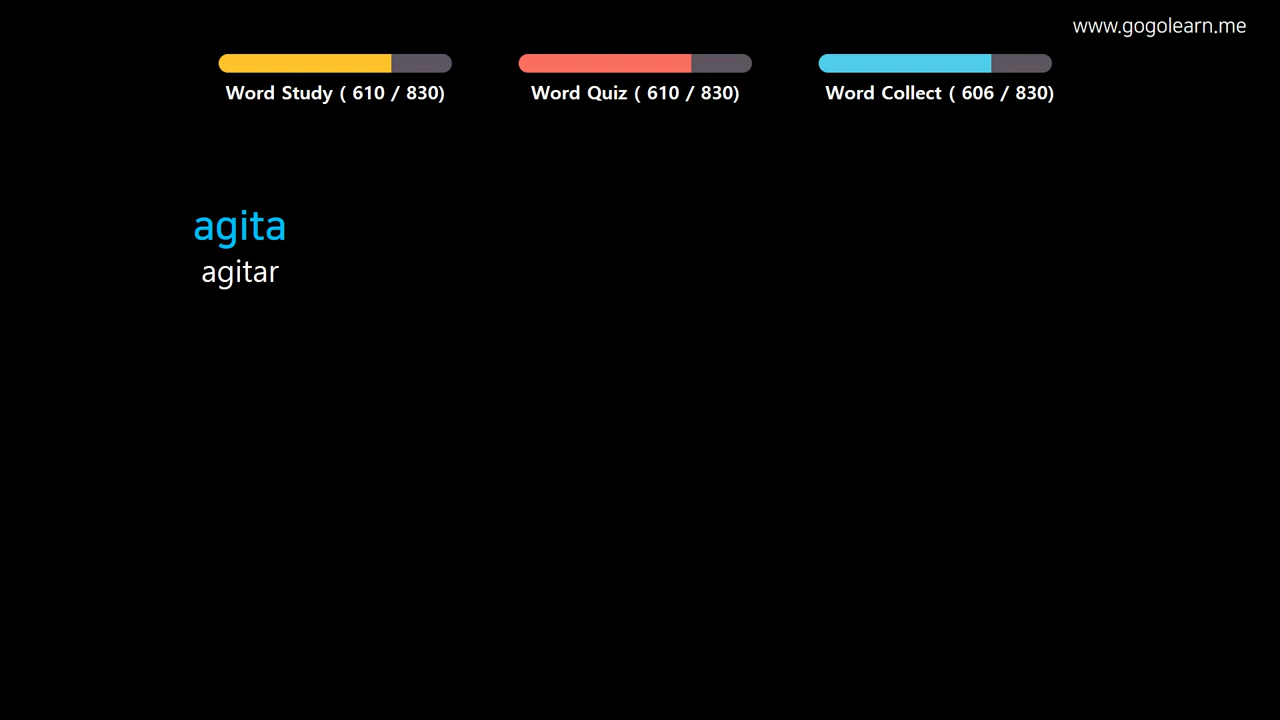 www.gogolearn.me
Word Study ( 610 / 830)
Word Quiz ( 610 / 830)
Word Collect ( 606 / 830)
agita
agitar